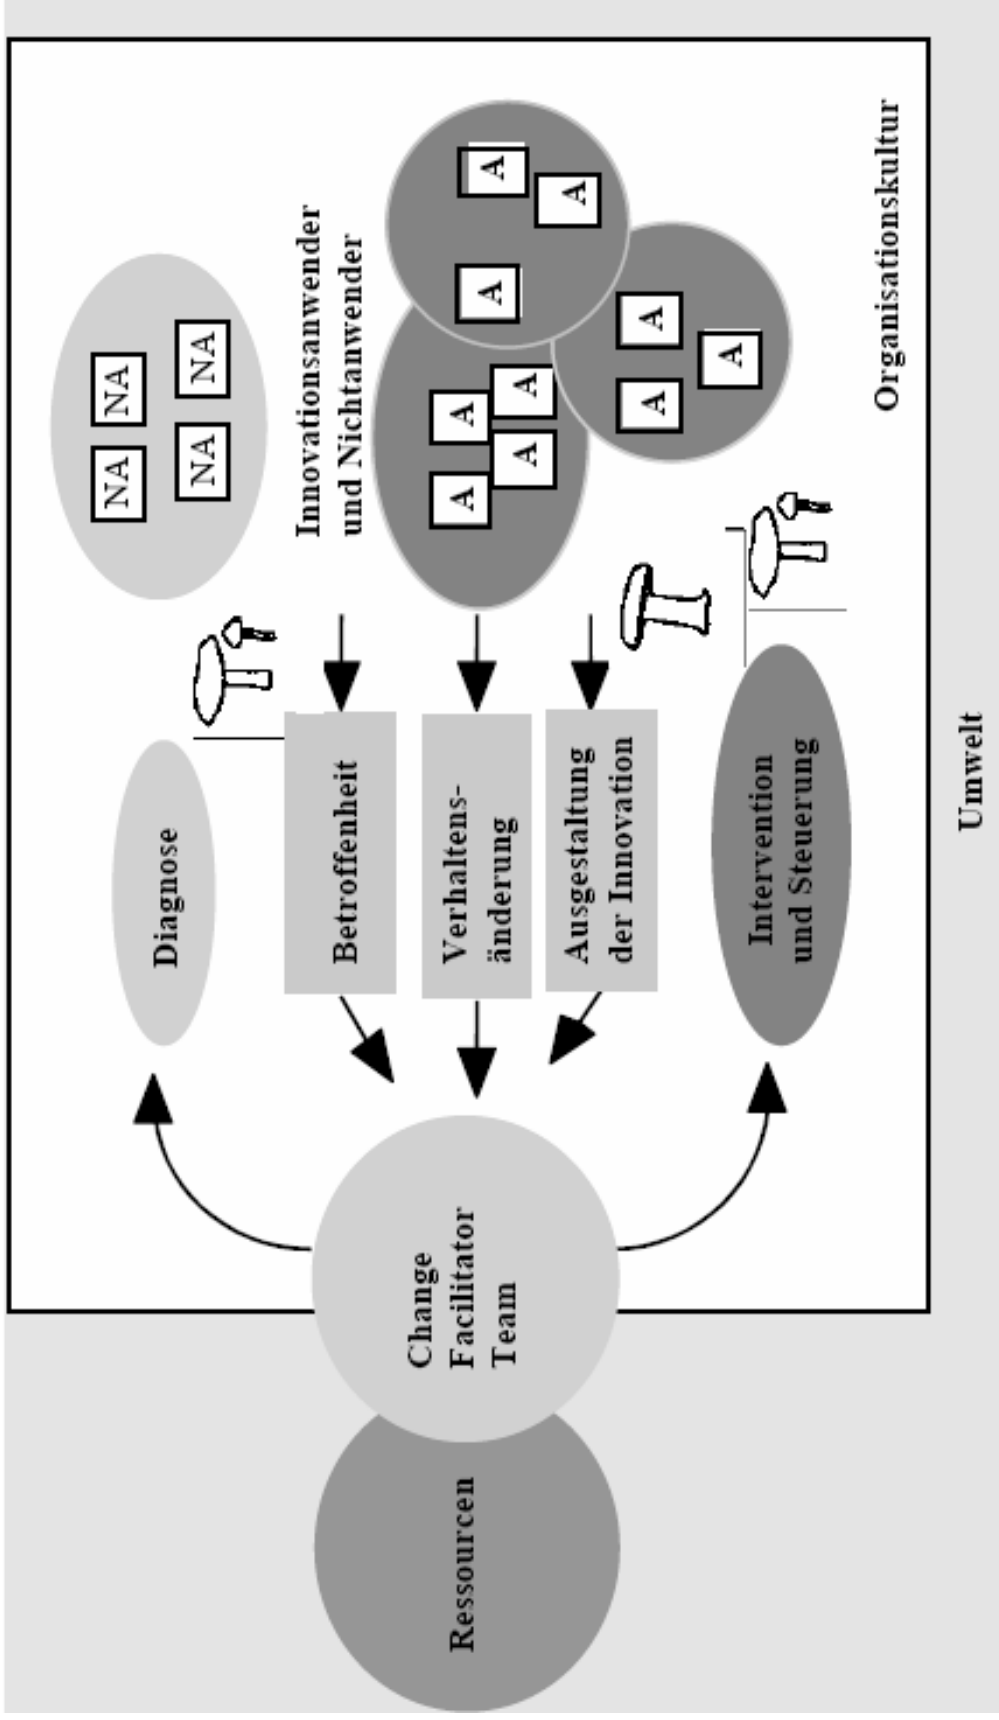 Ressourcen
Change
Facilitator
Team
Diagnose
Betroffenheit
Verhaltens-
änderung
Ausgestaltung
der Innovation
Intervention
und Steuerung
NA
NA
NA
NA
Innovationsanwender
und Nichtanwender
A
A
A
A
A
A
A
A
A
A
Organisationskultur
Umwelt